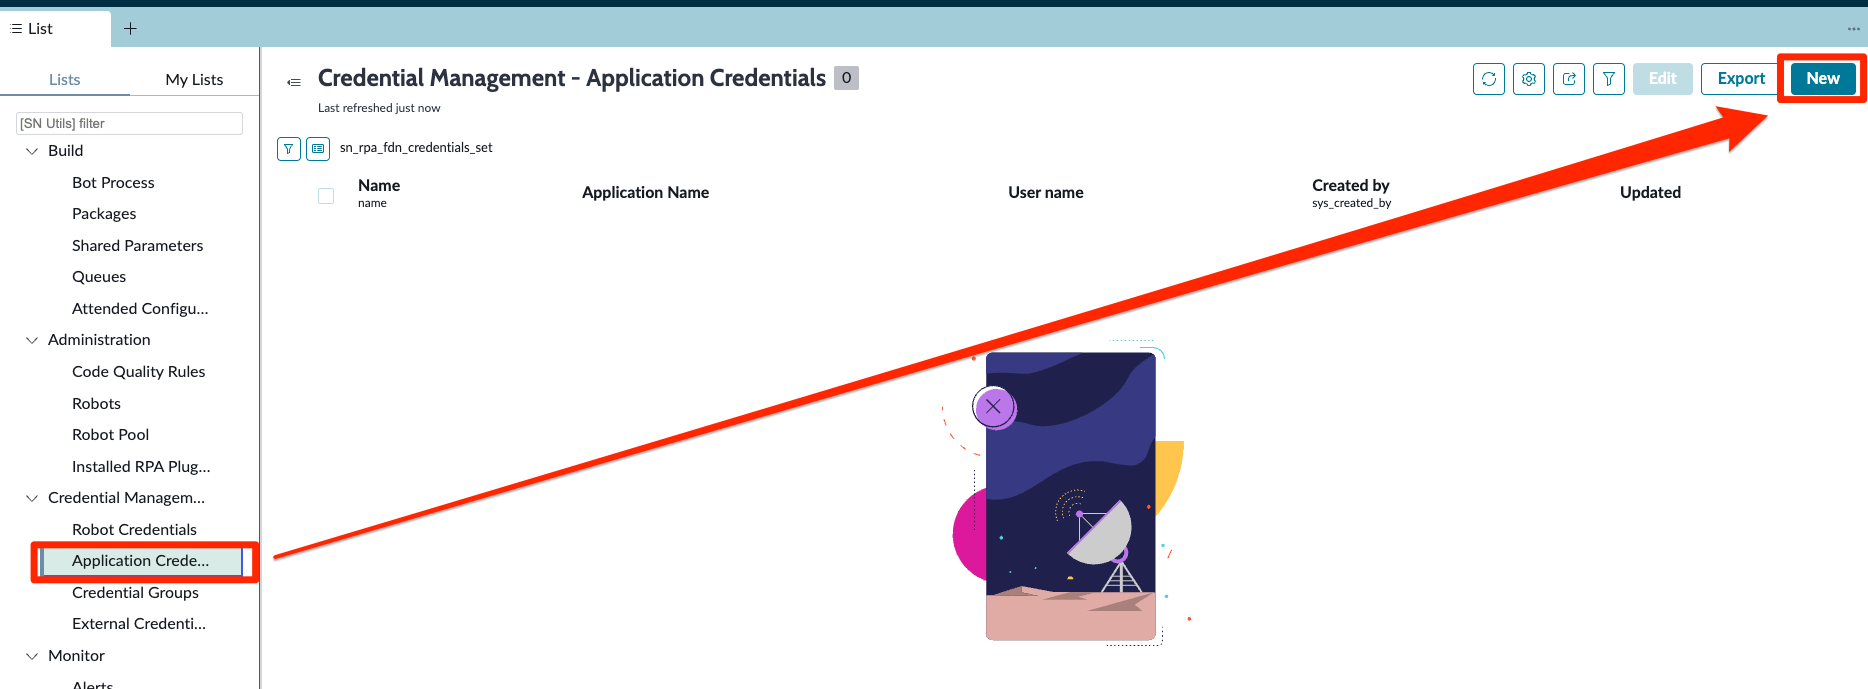 List
Lists
My Lists
[SN Utils] filter
Build
Bot Process
Packages
Shared Parameters
Queues
Attended Configu...
Administration
Code Quality Rules
Robots
Robot Pool
Installed RPA Plug...
Credential Managem...
Robot Credentials
Application Crede...
Credential Groups
External Credenti...
Monitor
Alerts
Credential Management - Application Credentials 0
Last refreshed just now
Edit
Export
New
sn_rpa_fdn_credentials_set
Name
name
Application Name
User name
Created by
sys_created_by
Updated